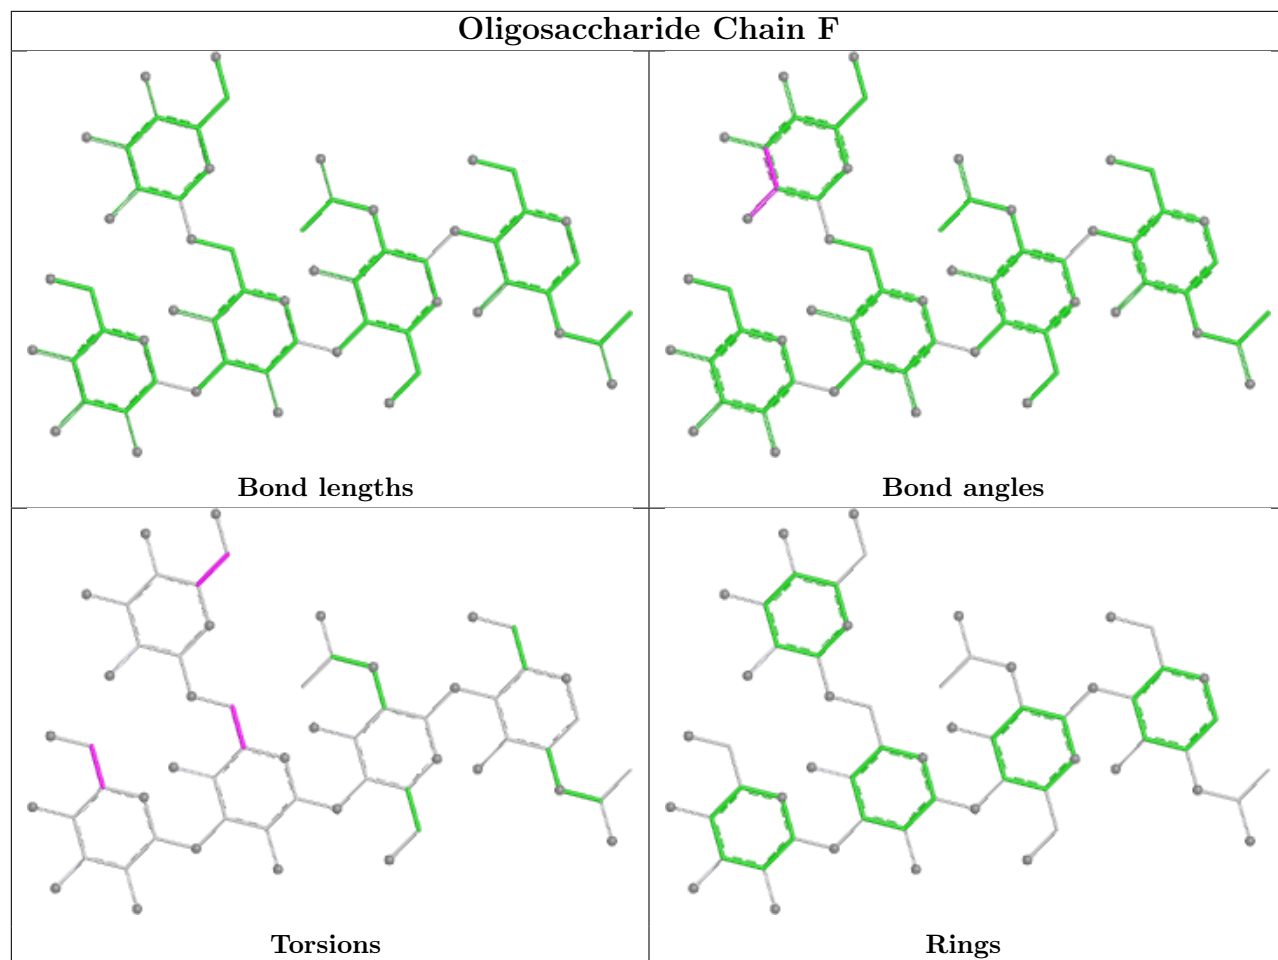 Oligosaccharide Chain F
Bond lengths
Bond angles
Torsions
Rings